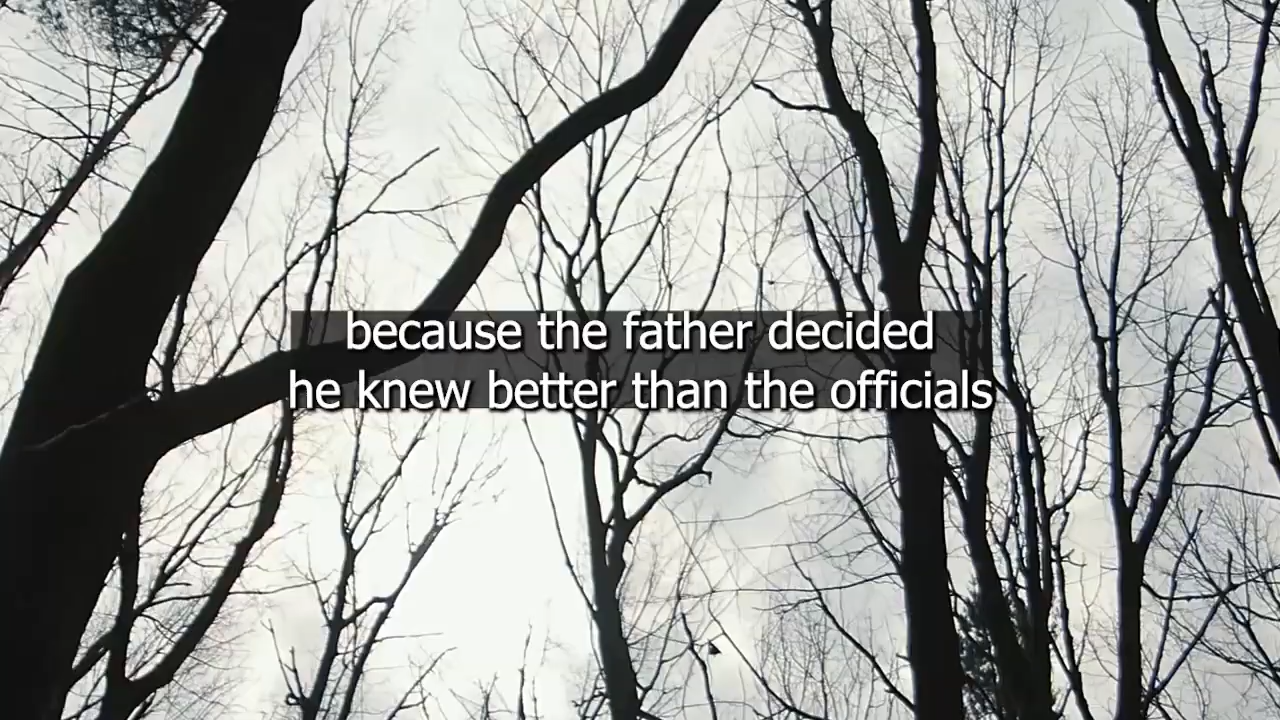 because the father decided
he knew better than the officials